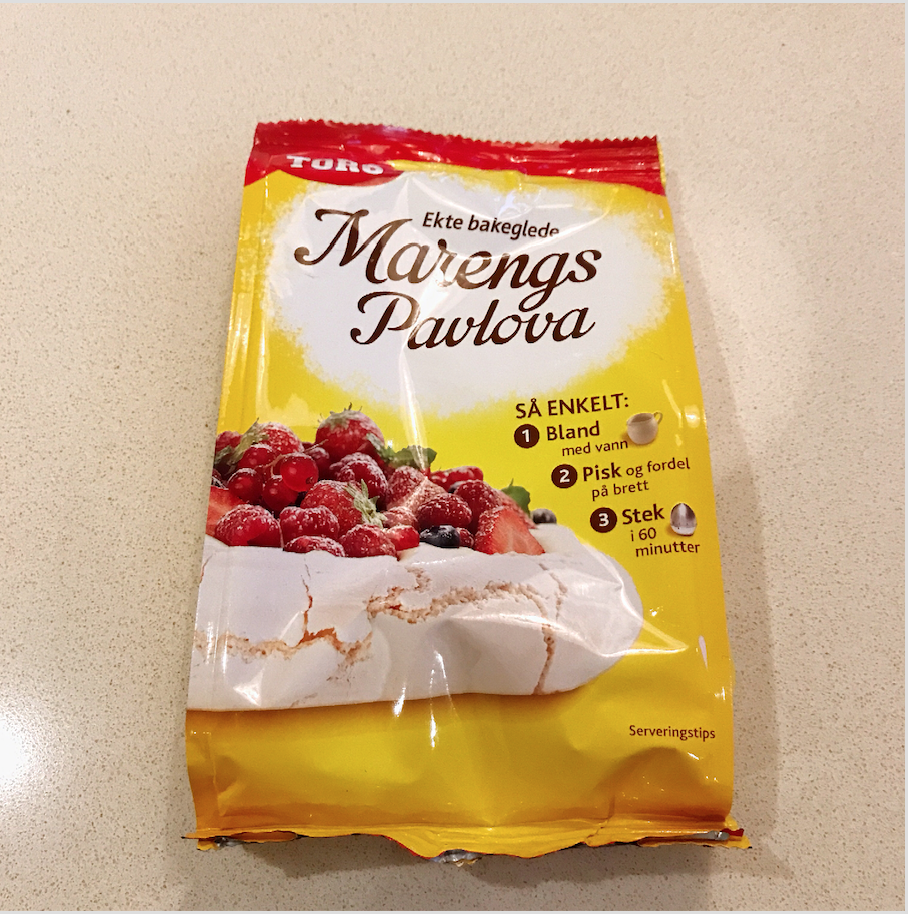 TORO
Ekte bakeglede
Marengs
Pavlova
SÅ ENKELT:
1 Bland
med vann
2 Pisk og fordel
på brett
3 Stek
i 60
minutter
Serveringstips